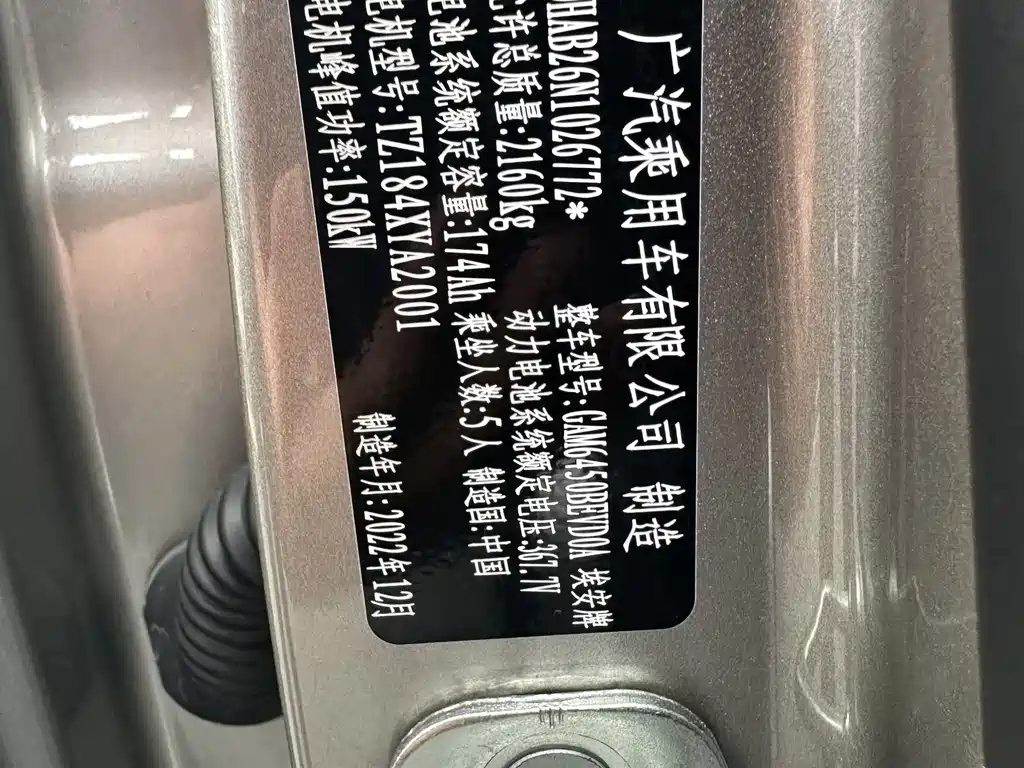 广汽乘用车有限公司 制造
HAB26N1026772*
整车型号:GAM6450BEVD0A 埃安牌
许总质量:2160kg
动力电池系统额定电压:367.7V
电池系统额定容量:174Ah 乘坐人数:5人 制造国:中国
电机型号:TZ184XYA2001
电机峰值功率:150kW
制造年月:2022年12月